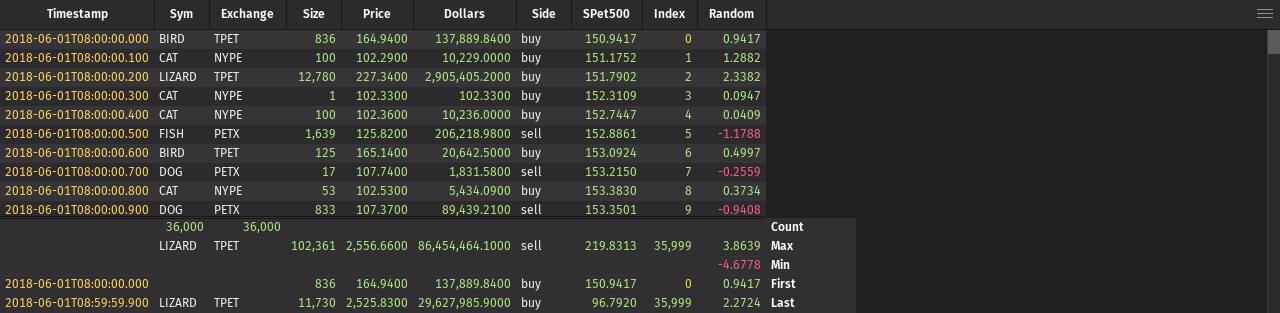 Timestamp Sym Exchange Size Price Dollars Side SPet500 Index Random
2018-06-01T08:00:00.000 BIRD TPET 836 164.9400 137,889.8400 buy 150.9417 0 0.9417
2018-06-01T08:00:00.100 CAT NYPE 100 102.2900 10,229.0000 buy 151.1752 1 1.2882
2018-06-01T08:00:00.200 LIZARD TPET 12,780 227.3400 2,905,405.2000 buy 151.7902 2 2.3382
2018-06-01T08:00:00.300 CAT NYPE 1 102.3300 102.3300 buy 152.3109 3 0.0947
2018-06-01T08:00:00.400 CAT NYPE 100 102.3600 10,236.0000 buy 152.7447 4 0.0409
2018-06-01T08:00:00.500 FISH PETX 1,639 125.8200 206,218.9800 sell 152.8861 5 -1.1788
2018-06-01T08:00:00.600 BIRD TPET 125 165.1400 20,642.5000 buy 153.0924 6 0.4997
2018-06-01T08:00:00.700 DOG PETX 17 107.7400 1,831.5800 sell 153.2150 7 -0.2559
2018-06-01T08:00:00.800 CAT NYPE 53 102.5300 5,434.0900 buy 153.3830 8 0.3734
2018-06-01T08:00:00.900 DOG PETX 833 107.3700 89,439.2100 sell 153.3501 9 -0.9408
36,000 36,000 Count
LIZARD TPET 102,361 2,556.6600 86,454,464.1000 sell 219.8313 35,999 3.8639 Max
-4.6778 Min
2018-06-01T08:00:00.000 836 164.9400 137,889.8400 buy 150.9417 0 0.9417 First
2018-06-01T08:59:59.900 LIZARD TPET 11,730 2,525.8300 29,627,985.9000 buy 96.7920 35,999 2.2724 Last